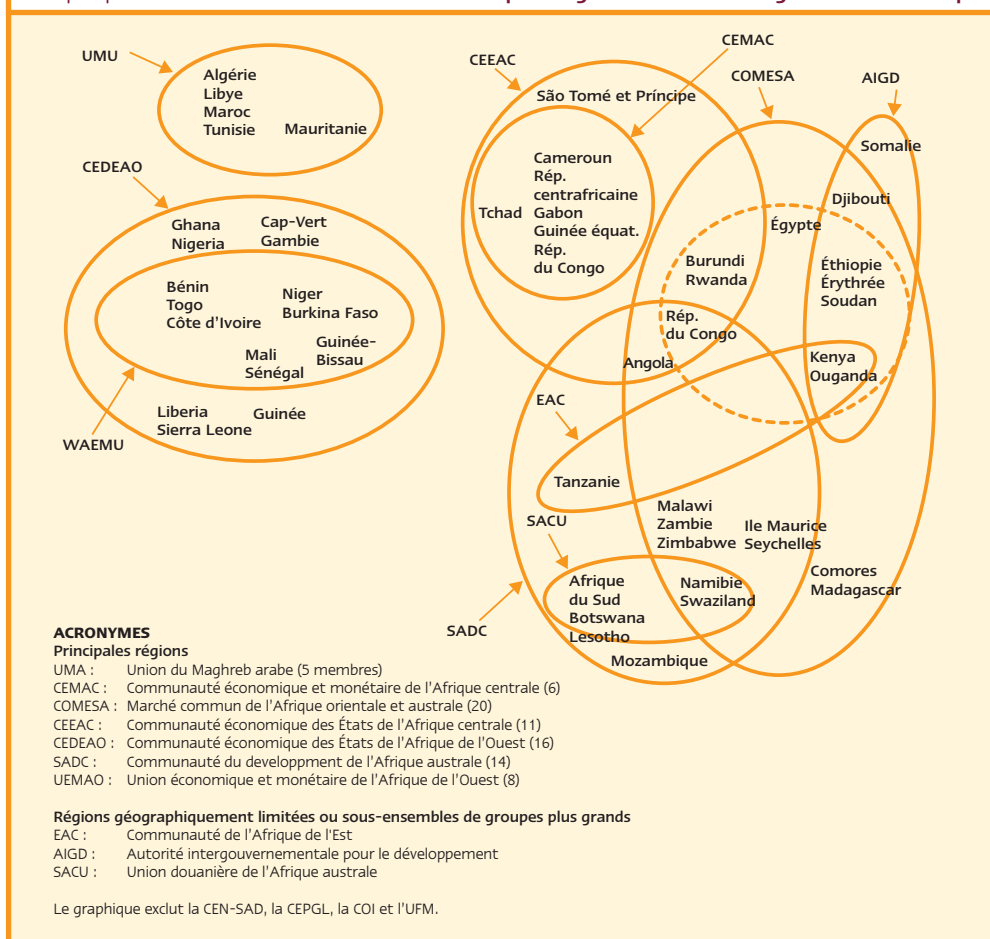 UMU
Algérie
Libye
Maroc
Tunisie
Mauritanie
CEDEAO
Ghana
Nigeria
Cap-Vert
Gambie
Bénin
Togo
Côte d'Ivoire
Niger
Burkina Faso
Guinée-
Bissau
Mali
Sénégal
Liberia
Sierra Leone
Guinée
WAEMU
CEEAC
CEMAC
COMESA
AIGD
São Tomé et Príncipe
Cameroun
Rép.
centrafricaine
Gabon
Guinée équat.
Rép.
du Congo
Tchad
Somalie
Djibouti
Égypte
Burundi
Rwanda
Éthiopie
Érythrée
Soudan
Rép.
du Congo
Angola
Kenya
Ouganda
EAC
Tanzanie
SACU
Malawi
Zambie
Zimbabwe
Ile Maurice
Seychelles
Comores
Madagascar
Afrique
du Sud
Botswana
Lesotho
Namibie
Swaziland
SADC
Mozambique
ACRONYMES
Principales régions
UMA : Union du Maghreb arabe (5 membres)
CEMAC : Communauté économique et monétaire de l'Afrique centrale (6)
COMESA : Marché commun de l'Afrique orientale et australe (20)
CEEAC : Communauté économique des États de l'Afrique centrale (11)
CEDEAO : Communauté économique des États de l'Afrique de l'Ouest (16)
SADC : Communauté du developpment de l'Afrique australe (14)
UEMAO : Union économique et monétaire de l'Afrique de l'Ouest (8)
Régions géographiquement limitées ou sous-ensembles de groupes plus grands
EAC : Communauté de l'Afrique de l'Est
AIGD : Autorité intergouvernementale pour le développement
SACU : Union douanière de l'Afrique australe
Le graphique exclut la CEN-SAD, la CEPGL, la COI et l'UFM.